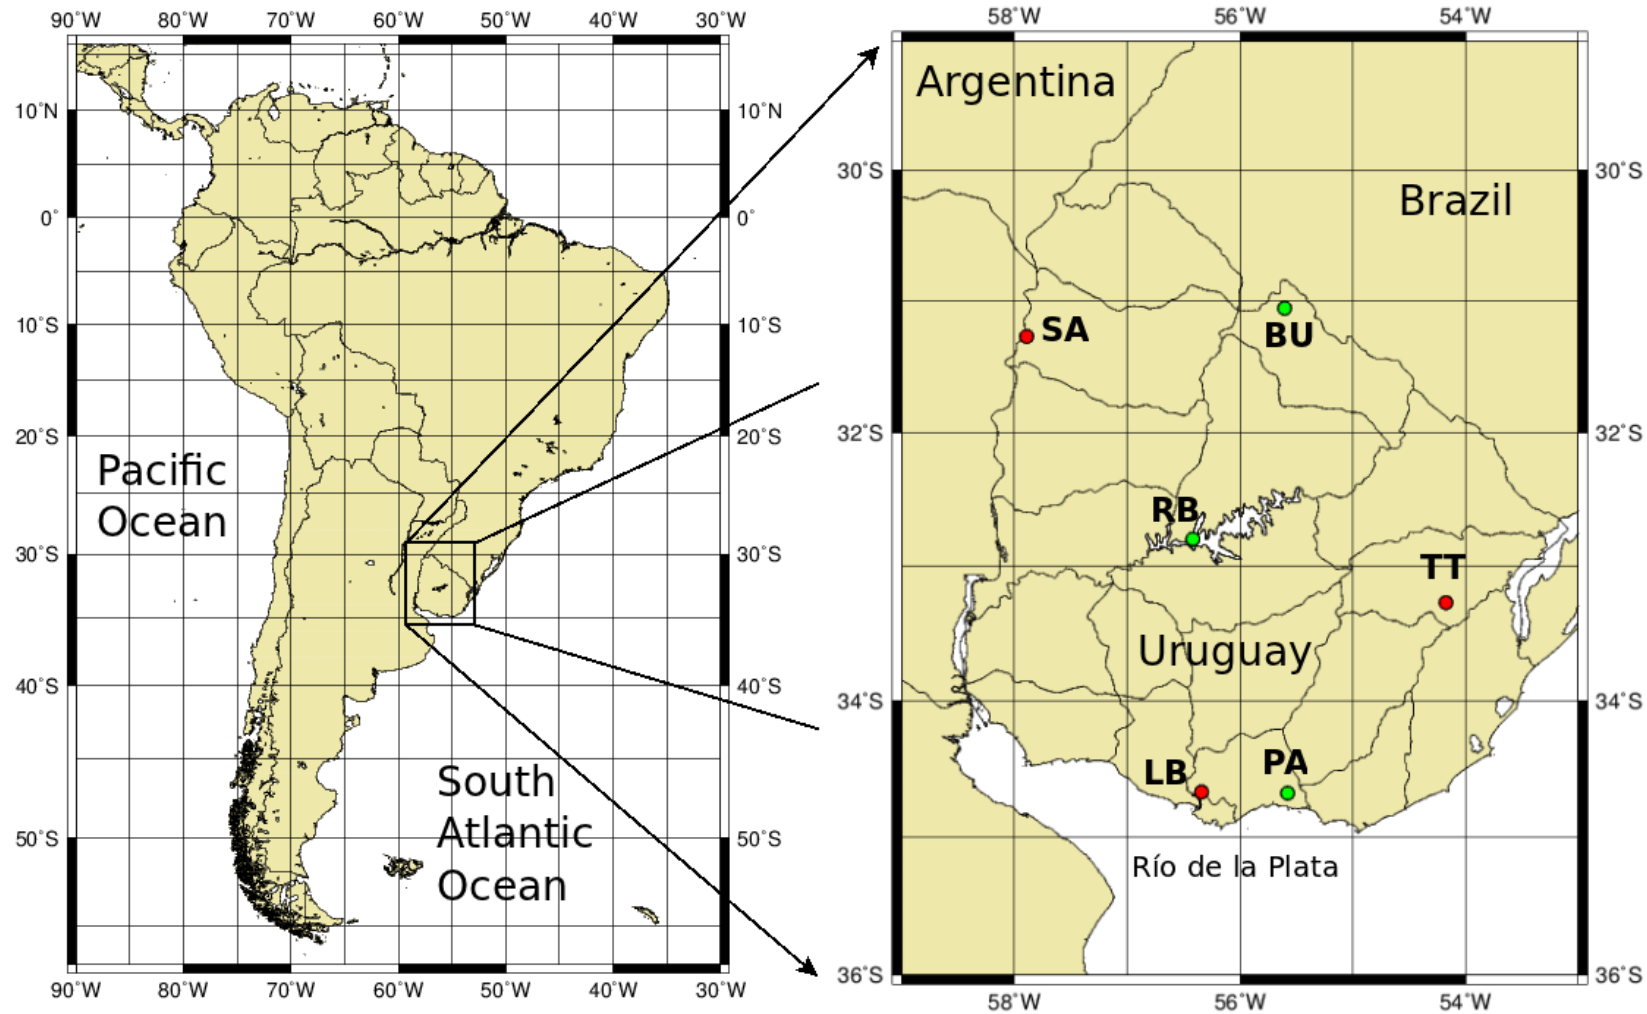 90°W 80°W 70°W 60°W 50°W 40°W 30°W
10°N 10°N
0° 0°
10°S 10°S
20°S 20°S
Pacific
Ocean
30°S 30°S
40°S 40°S
South
Atlantic
Ocean
50°S 50°S
90°W 80°W 70°W 60°W 50°W 40°W 30°W
58°W 56°W 54°W
Argentina
30°S 30°S
Brazil
SA
BU
32°S 32°S
RB
TT
Uruguay
34°S 34°S
LB PA
Río de la Plata
36°S 36°S
58°W 56°W 54°W